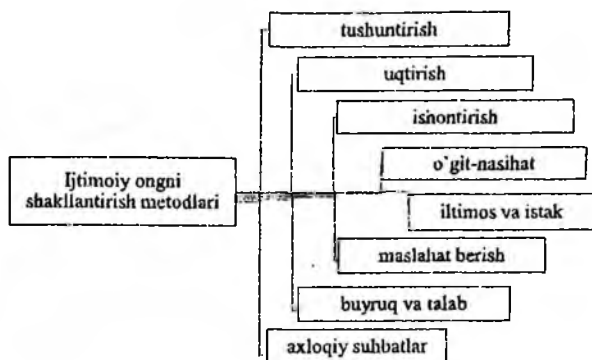 tushuntirish
uqtirish
ishontirish
o`git-nasihat
Ijtimoiy ongni
shakllantirish metodlari
iltimos va istak
maslahat berish
buyruq va talab
axloqiy suhbatlar